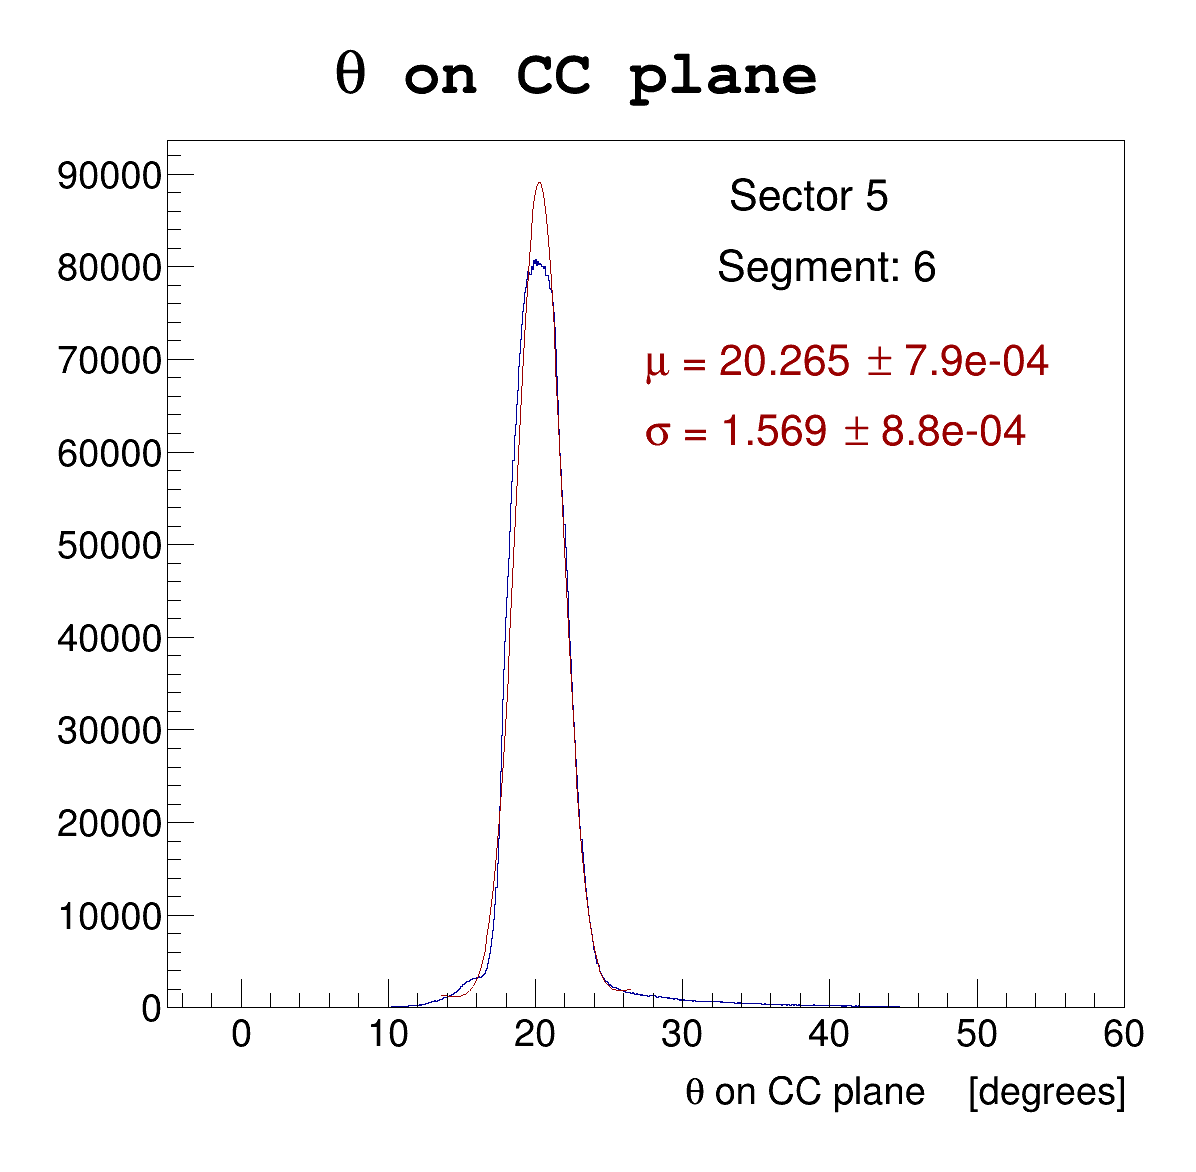 θ on CC plane
90000
80000
70000
60000
50000
40000
30000
20000
10000
0
Sector 5
Segment: 6
μ = 20.265 ± 7.9e-04
σ = 1.569 ± 8.8e-04
0 10 20 30 40 50 60
θ on CC plane [degrees]